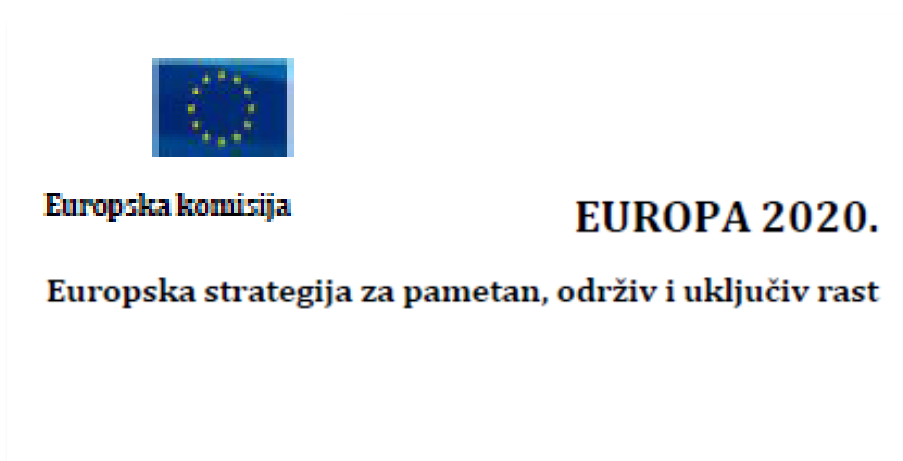 Europska komisija
EUROPA 2020.
Europska strategija za pametan, održiv i uključiv rast